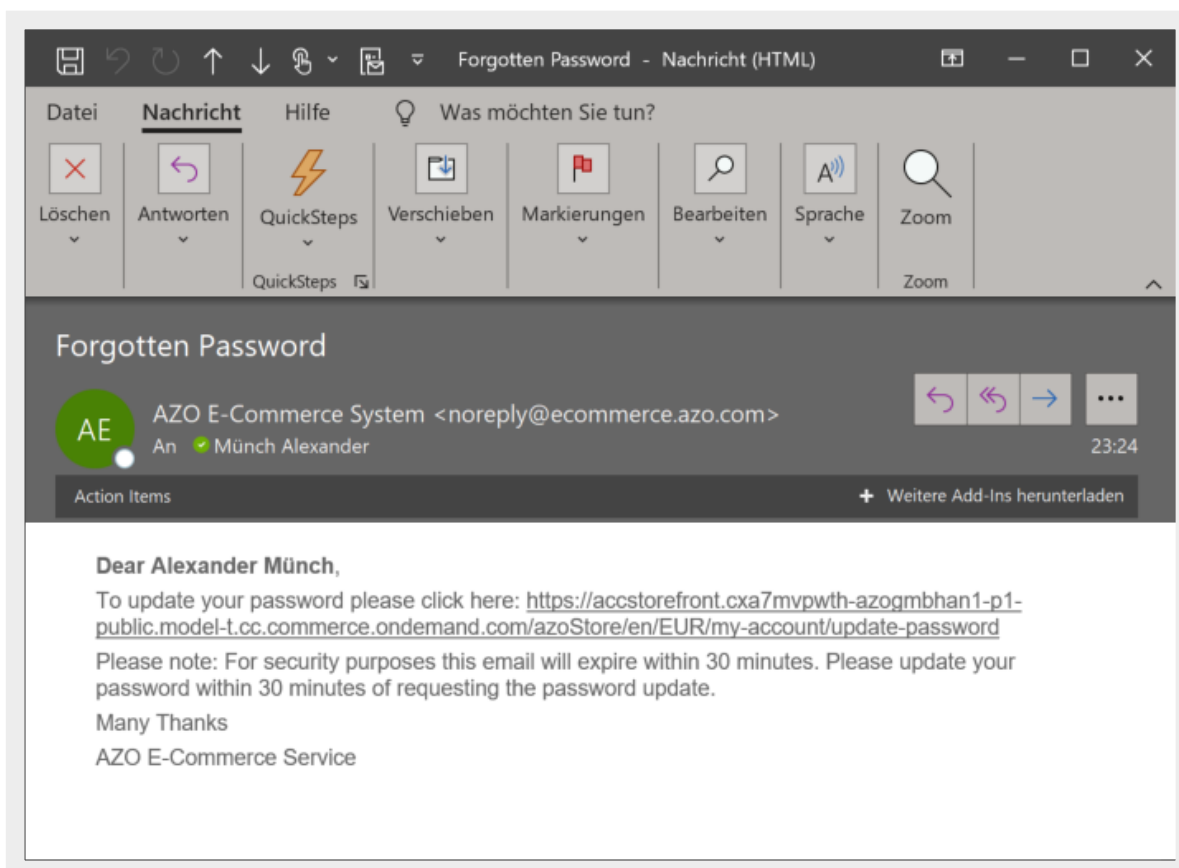 Forgotten Password - Nachricht (HTML)
Datei Nachricht Hilfe Was möchten Sie tun?
Löschen Antworten QuickSteps Verschieben Markierungen Bearbeiten Sprache Zoom
QuickSteps Zoom
Forgotten Password
AE
AZO E-Commerce System <noreply@ecommerce.azo.com>
An Münch Alexander 23:24
Action Items + Weitere Add-Ins herunterladen
Dear Alexander Münch,
To update your password please click here: https://accstorefront.cxa7mvpwth-azogmbhan1-p1-
public.model-t.cc.commerce.ondemand.com/azoStore/en/EUR/my-account/update-password
Please note: For security purposes this email will expire within 30 minutes. Please update your
password within 30 minutes of requesting the password update.
Many Thanks
AZO E-Commerce Service